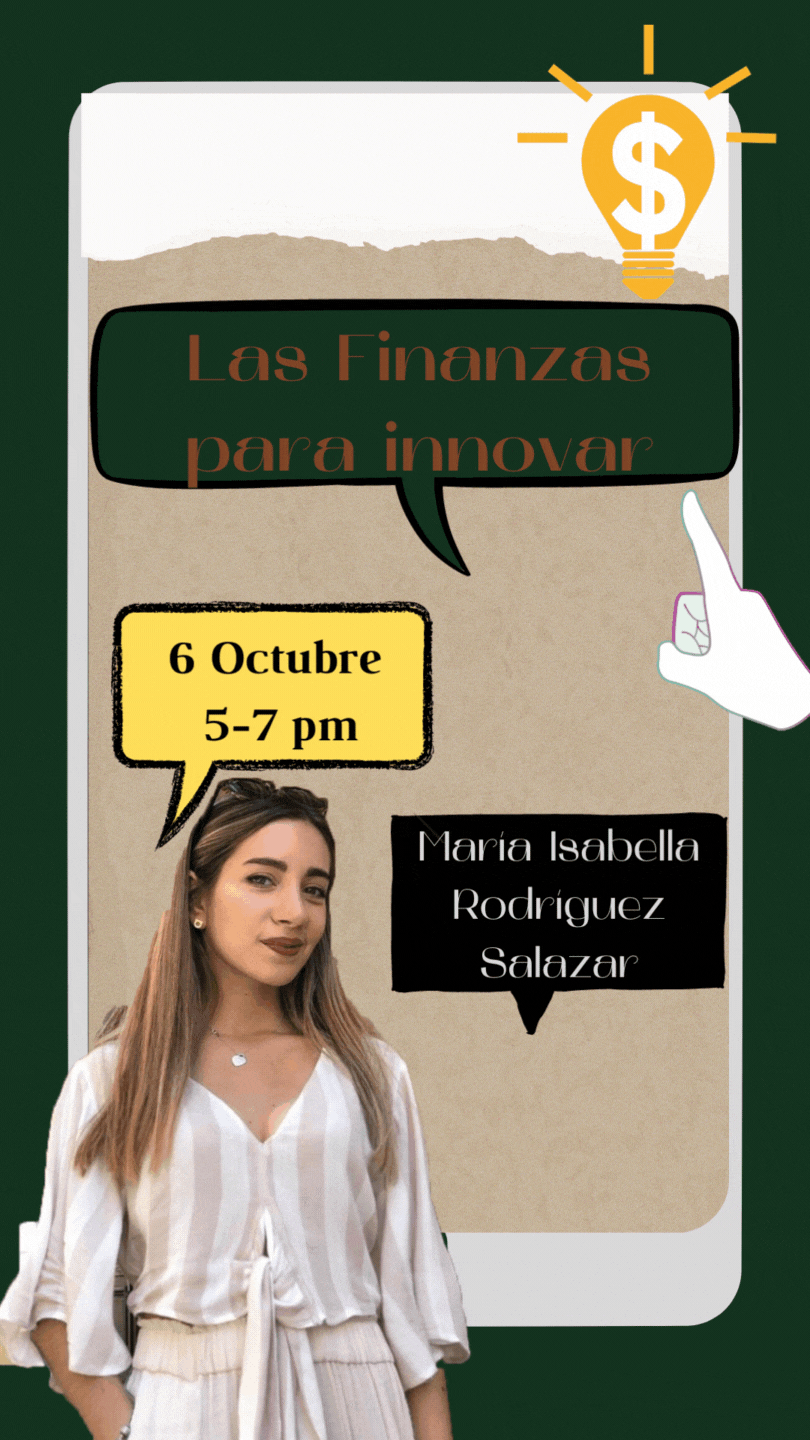 $
Las Finanzas
para innovar
6 Octubre
5-7 pm
María Isabella
Rodríguez
Salazar